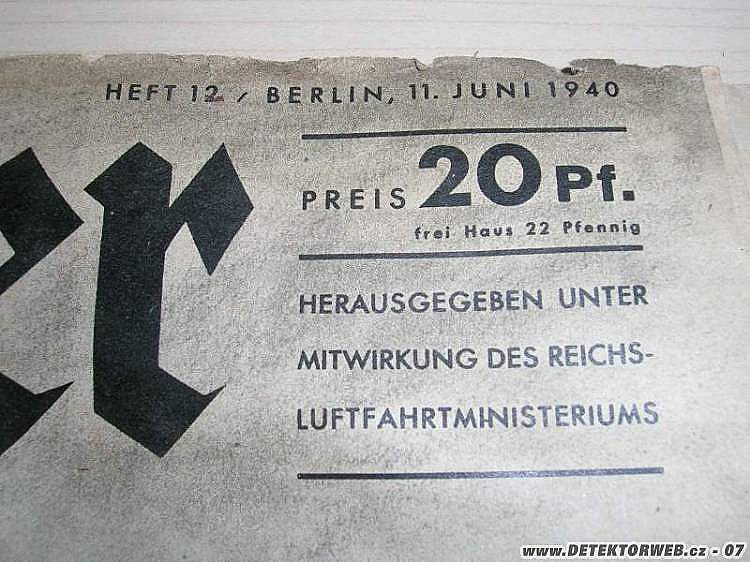 HEFT 12 / BERLIN, 11. JUNI 1940
er
PREIS 20 Pf.
frei Haus 22 Pfennig
HERAUSGEGEBEN UNTER
MITWIRKUNG DES REICHS-
LUFTFAHRTMINISTERIUMS
www.DETEKTORWEB.cz - 07